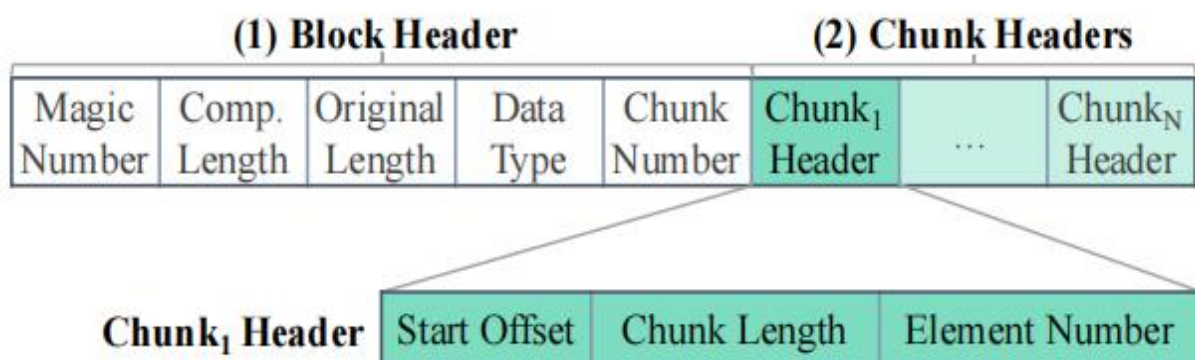 (1) Block Header (2) Chunk Headers
Magic Comp. Original Data Chunk Chunk₁ ... Chunk_N
Number Length Length Type Number Header Header
Chunk₁ Header Start Offset Chunk Length Element Number